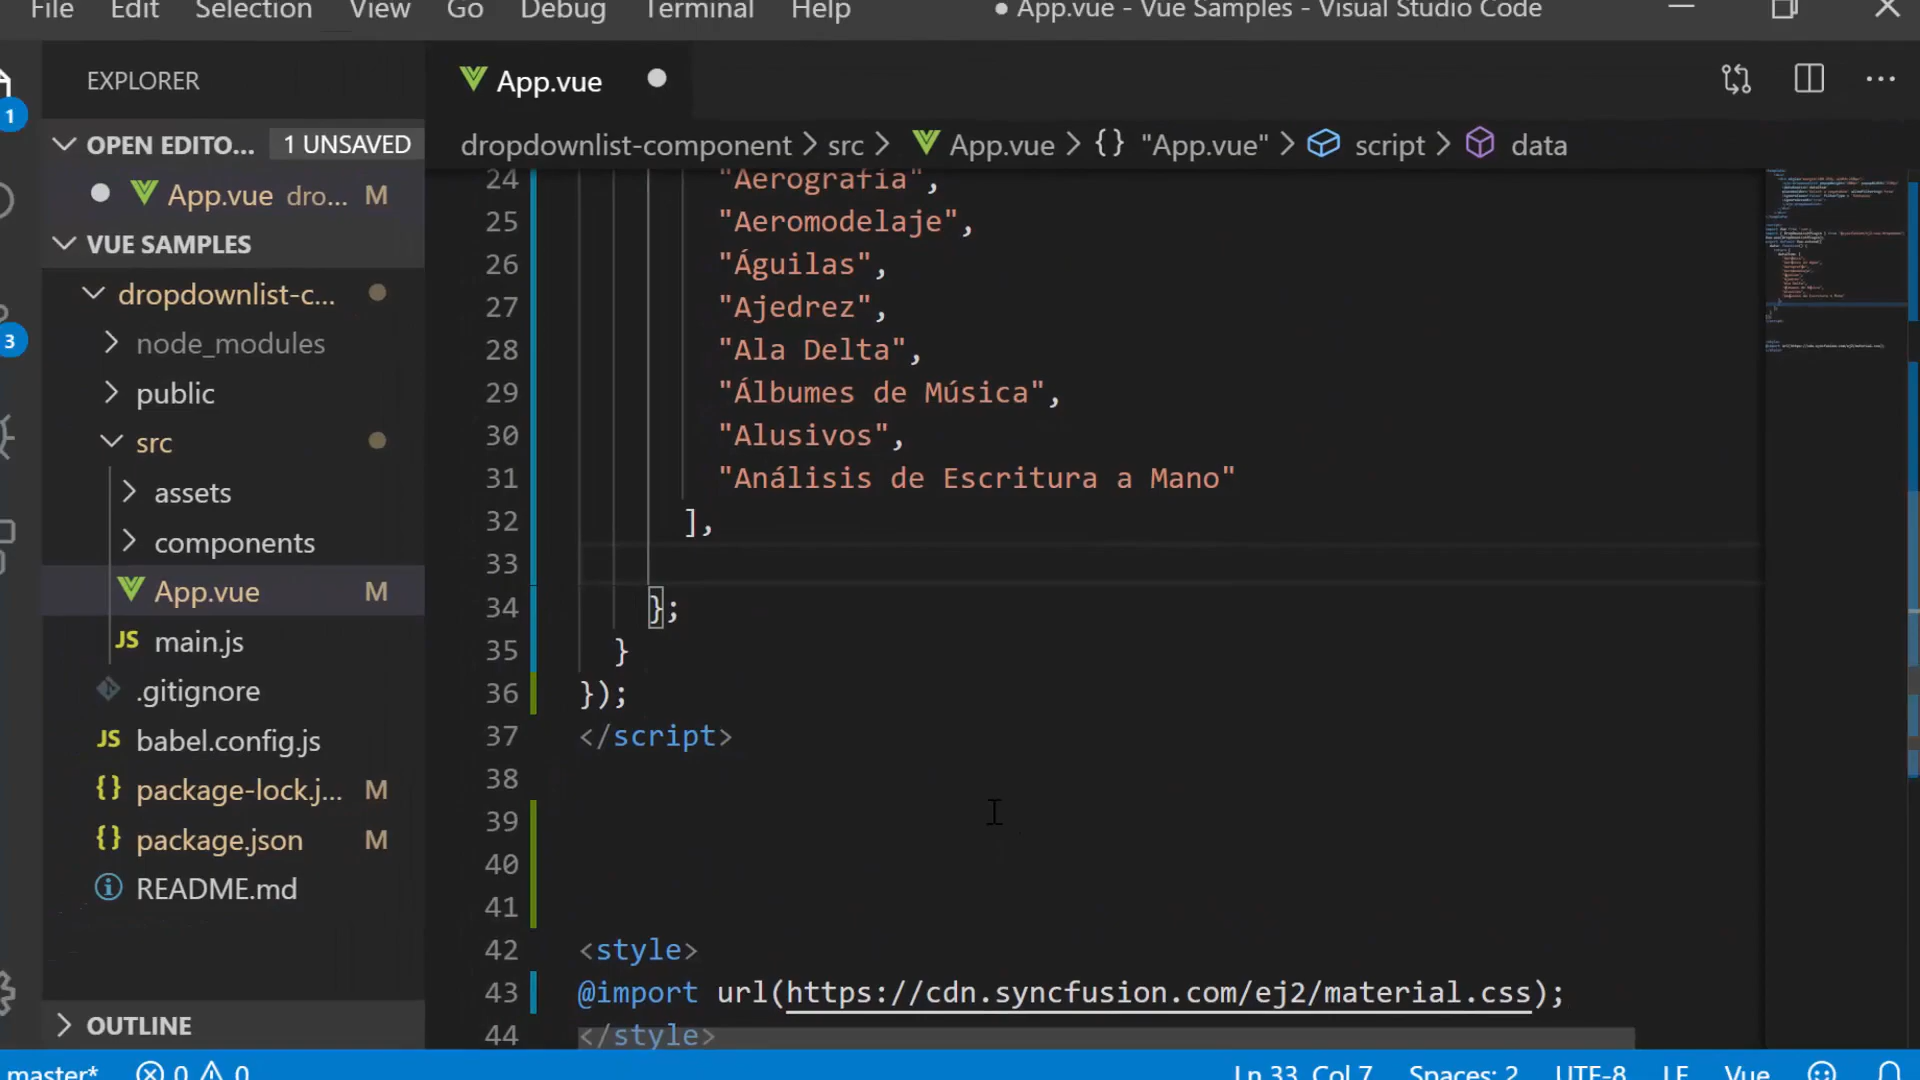 File Edit Selection View Go Debug Terminal Help ● App.vue - Vue Samples - Visual Studio Code
EXPLORER
App.vue
1
OPEN EDITO... 1 UNSAVED
dropdownlist-component > src > App.vue > {} "App.vue" > script > data
App.vue dro... M
VUE SAMPLES
dropdownlist-c...
node_modules
public
src
assets
components
App.vue M
main.js
.gitignore
babel.config.js
package-lock.j... M
package.json M
README.md
OUTLINE
3
24 "Aerografía",
25 "Aeromodelaje",
26 "Águilas",
27 "Ajedrez",
28 "Ala Delta",
29 "Álbumes de Música",
30 "Alusivos",
31 "Análisis de Escritura a Mano"
32 ],
33
34 };
35 }
36 });
37 </script>
38
39
40
41
42 <style>
43 @import url(https://cdn.syncfusion.com/ej2/material.css);
44 </style>
master* 0 0 Ln 33, Col 7 Spaces: 2 UTF-8 LF Vue